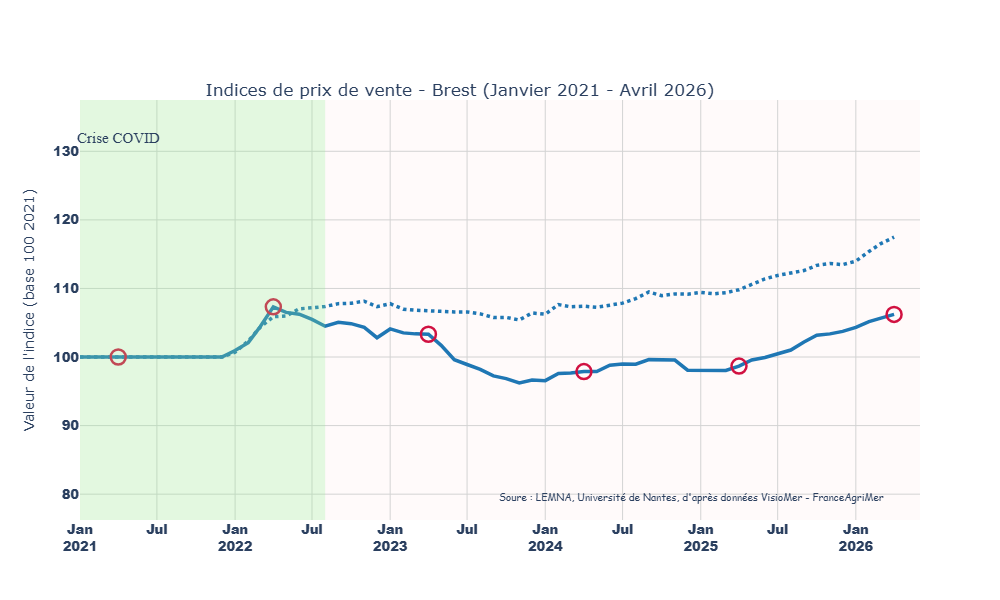 Indices de prix de vente - Brest (Janvier 2021 - Avril 2026)
Crise COVID
Valeur de l'indice (base 100 2021)
130
120
110
100
90
80
Soure : LEMNA, Université de Nantes, d'après données VisioMer - FranceAgriMer
Jan Jul Jan Jul Jan Jul Jan Jul Jan Jul Jan
2021 2022 2023 2024 2025 2026